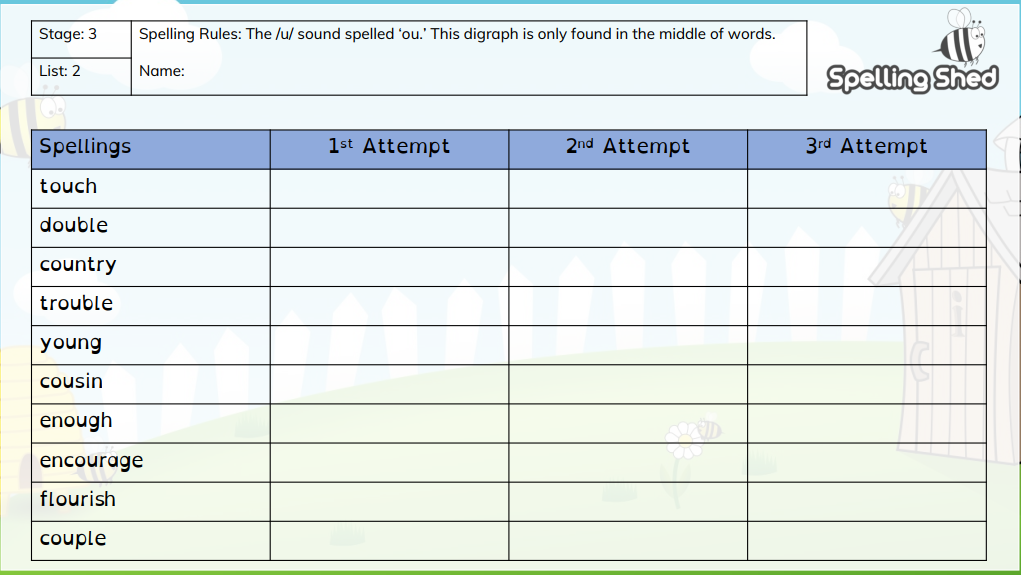 Stage: 3
Spelling Rules: The /u/ sound spelled ‘ou.’ This digraph is only found in the middle of words.
List: 2
Name:
Spelling Shed
Spellings 1st Attempt 2nd Attempt 3rd Attempt
touch
double
country
trouble
young
cousin
enough
encourage
flourish
couple